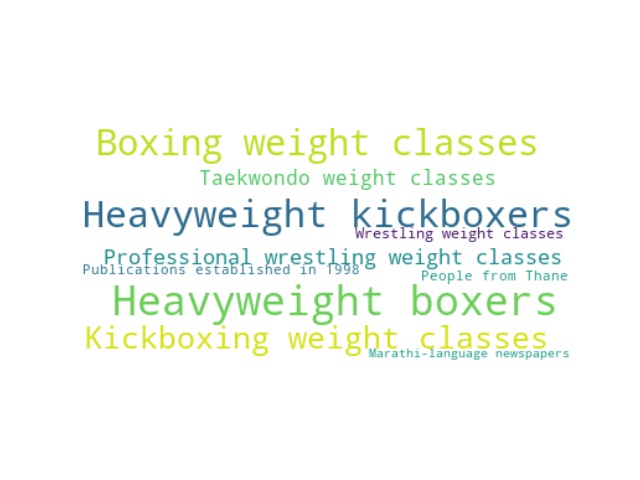 Boxing weight classes
Taekwondo weight classes
Heavyweight kickboxers
Wrestling weight classes
Professional wrestling weight classes
Publications established in 1998
People from Thane
Heavyweight boxers
Kickboxing weight classes
Marathi-language newspapers